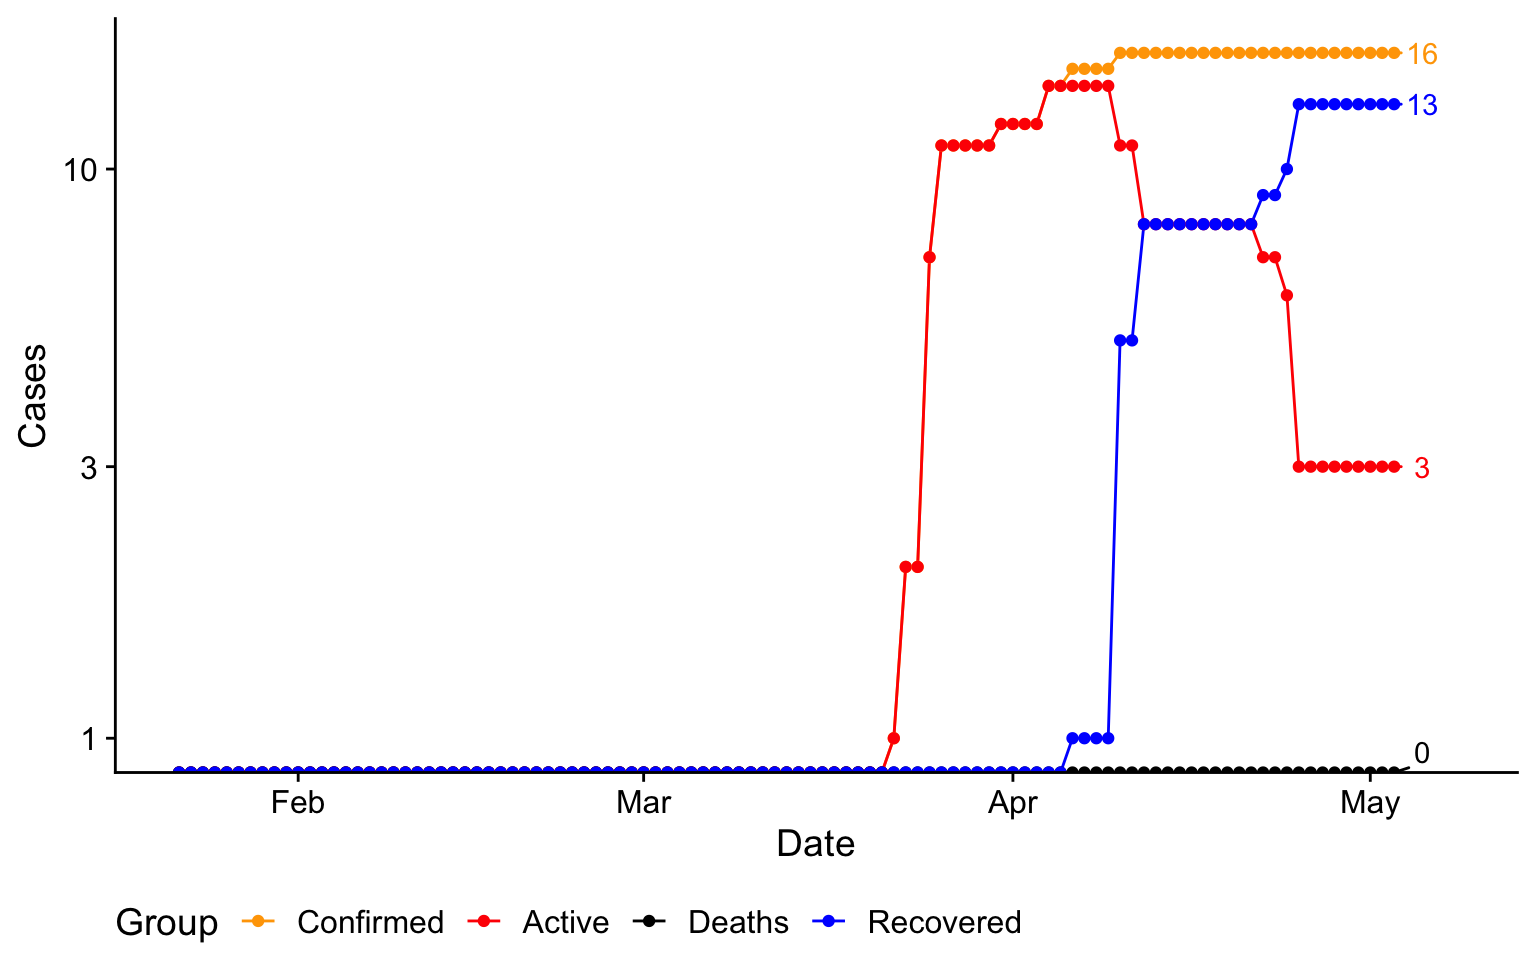 16
13
10
Cases
3
3
1
0
Feb Mar Apr May
Date
Group Confirmed Active Deaths Recovered